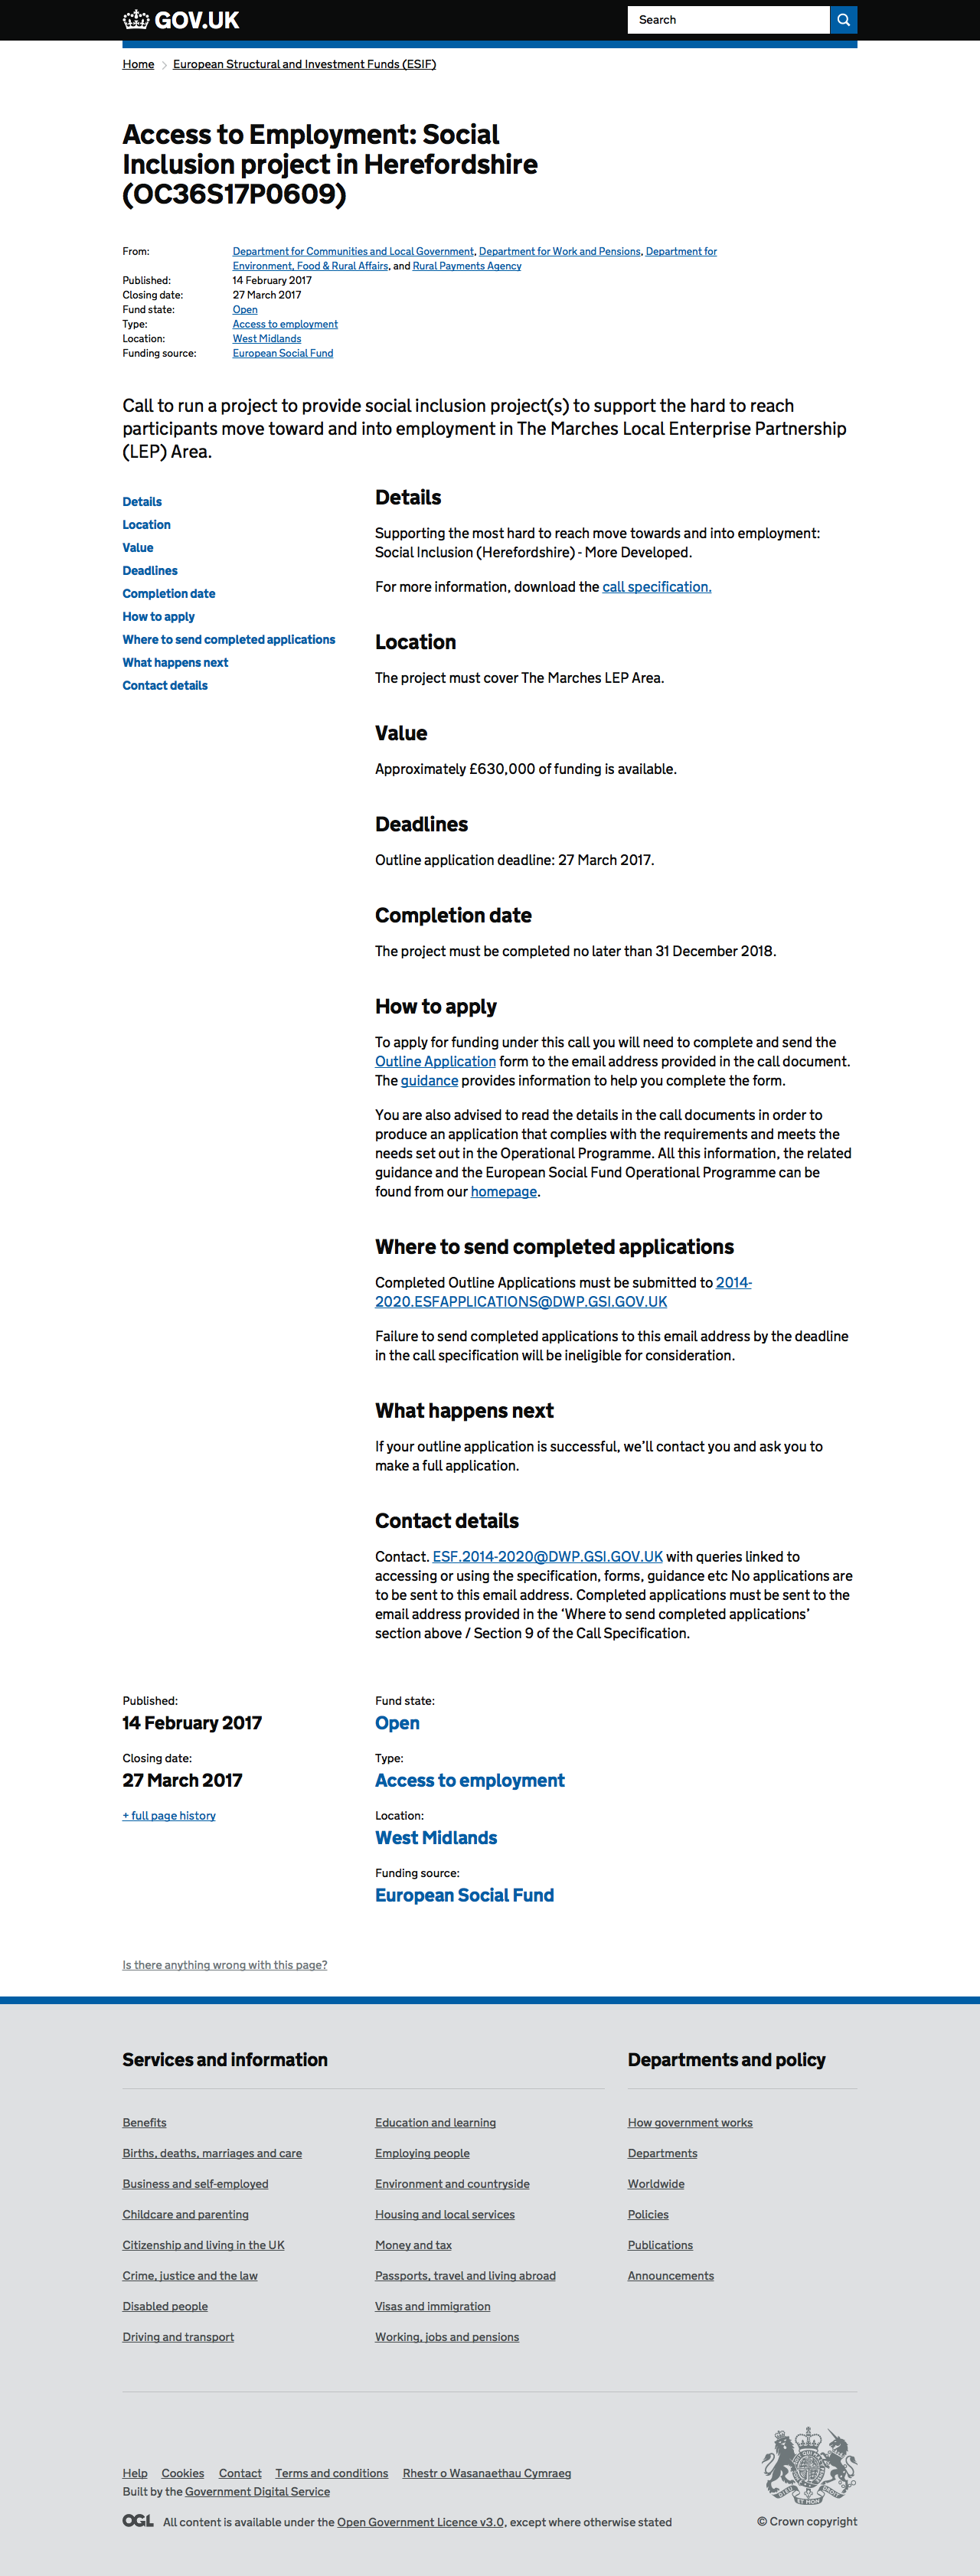 GOV.UK
Search
Home
European Structural and Investment Funds (ESIF)
Access to Employment: Social
Inclusion project in Herefordshire
(OC36S17P0609)
From: Department for Communities and Local Government, Department for Work and Pensions, Department for
Environment, Food & Rural Affairs, and Rural Payments Agency
Published: 14 February 2017
Closing date: 27 March 2017
Fund state: Open
Type: Access to employment
Location: West Midlands
Funding source: European Social Fund
Call to run a project to provide social inclusion project(s) to support the hard to reach
participants move toward and into employment in The Marches Local Enterprise Partnership
(LEP) Area.
Details
Location
Value
Deadlines
Completion date
How to apply
Where to send completed applications
What happens next
Contact details
Details
Supporting the most hard to reach move towards and into employment:
Social Inclusion (Herefordshire) - More Developed.
For more information, download the call specification.
Location
The project must cover The Marches LEP Area.
Value
Approximately £630,000 of funding is available.
Deadlines
Outline application deadline: 27 March 2017.
Completion date
The project must be completed no later than 31 December 2018.
How to apply
To apply for funding under this call you will need to complete and send the
Outline Application form to the email address provided in the call document.
The guidance provides information to help you complete the form.
You are also advised to read the details in the call documents in order to
produce an application that complies with the requirements and meets the
needs set out in the Operational Programme. All this information, the related
guidance and the European Social Fund Operational Programme can be
found from our homepage.
Where to send completed applications
Completed Outline Applications must be submitted to 2014-
2020.ESFAPPLICATIONS@DWP.GSI.GOV.UK
Failure to send completed applications to this email address by the deadline
in the call specification will be ineligible for consideration.
What happens next
If your outline application is successful, we’ll contact you and ask you to
make a full application.
Contact details
Contact. ESF.2014-2020@DWP.GSI.GOV.UK with queries linked to
accessing or using the specification, forms, guidance etc No applications are
to be sent to this email address. Completed applications must be sent to the
email address provided in the ‘Where to send completed applications’
section above / Section 9 of the Call Specification.
Published:
14 February 2017
Closing date:
27 March 2017
+ full page history
Fund state:
Open
Type:
Access to employment
Location:
West Midlands
Funding source:
European Social Fund
Is there anything wrong with this page?
Services and information
Benefits
Births, deaths, marriages and care
Business and self-employed
Childcare and parenting
Citizenship and living in the UK
Crime, justice and the law
Disabled people
Driving and transport
Education and learning
Employing people
Environment and countryside
Housing and local services
Money and tax
Passports, travel and living abroad
Visas and immigration
Working, jobs and pensions
Departments and policy
How government works
Departments
Worldwide
Policies
Publications
Announcements
Help Cookies Contact Terms and conditions Rhestr o Wasanaethau Cymraeg
Built by the Government Digital Service
OGL All content is available under the Open Government Licence v3.0, except where otherwise stated
© Crown copyright